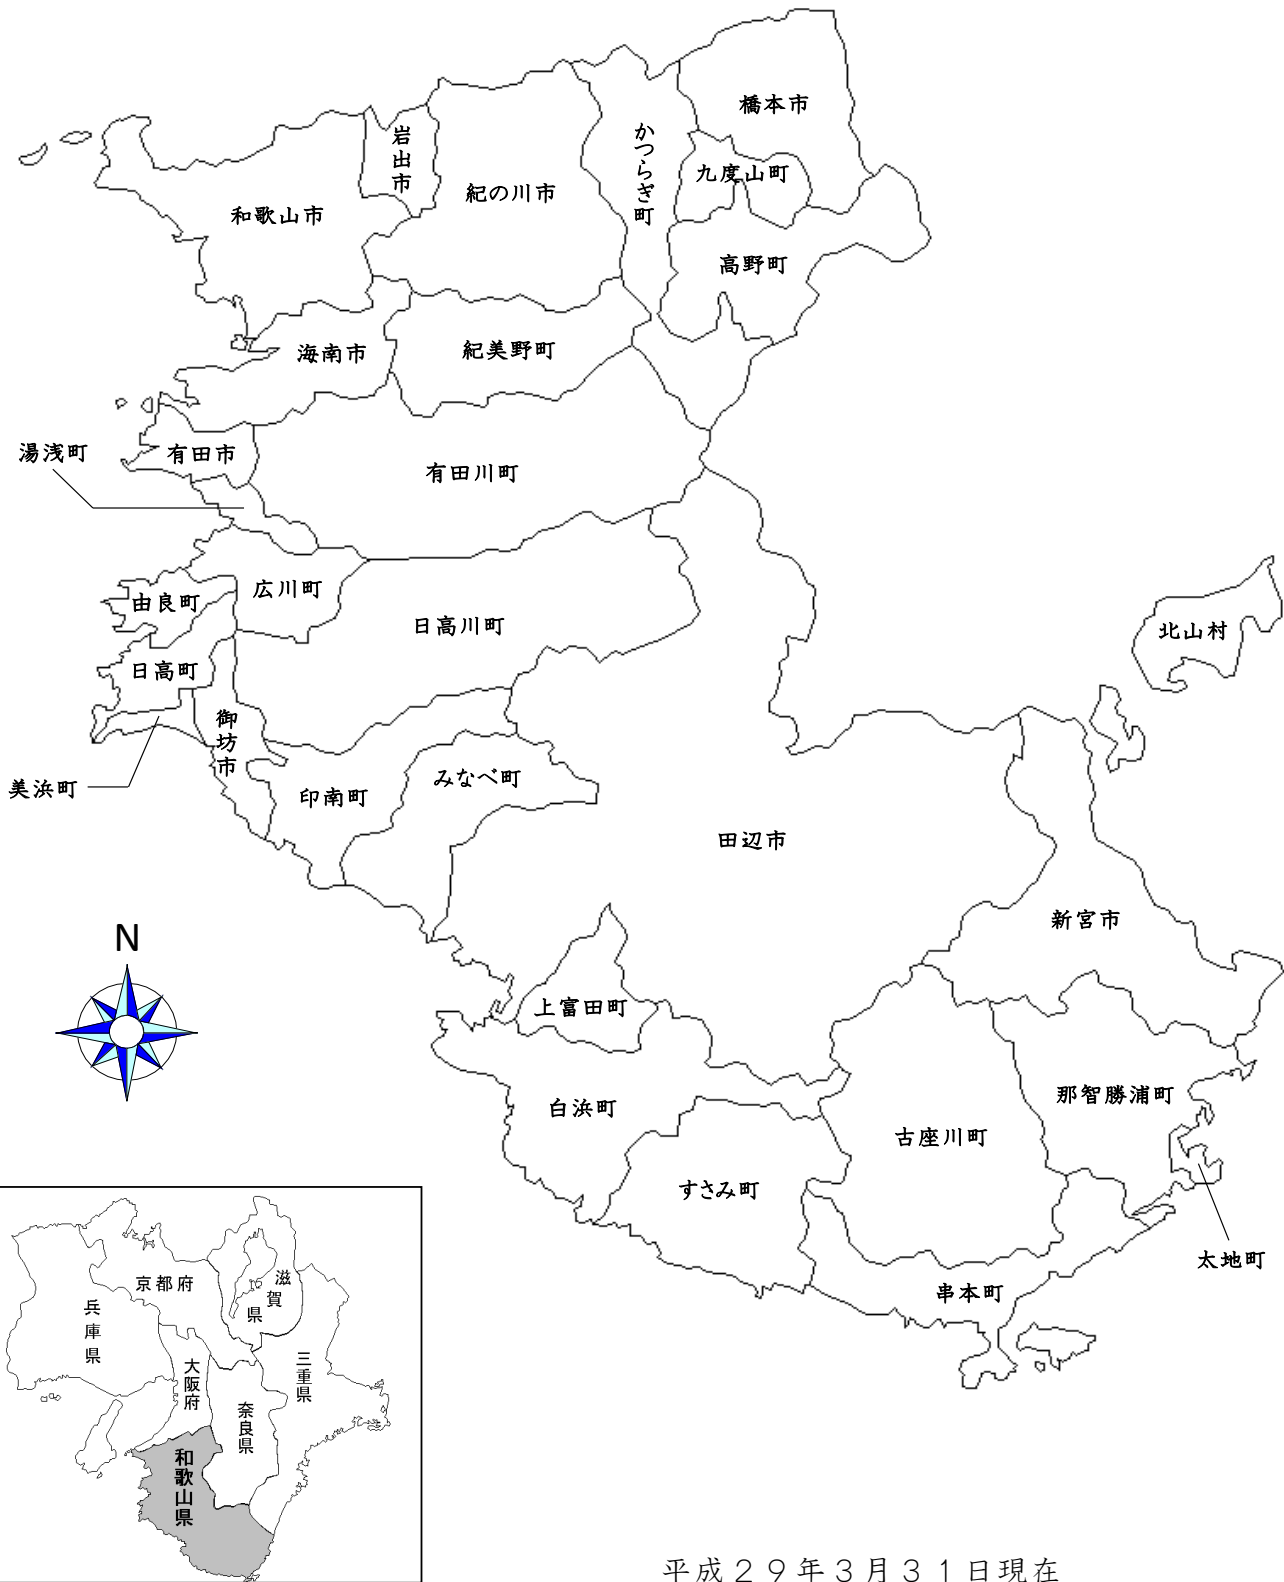 橋本市
岩出市
かつらぎ町
九度山町
紀の川市
和歌山市
高野町
海南市
紀美野町
湯浅町
有田市
有田川町
広川町
由良町
日高川町
北山村
日高町
御坊市
美浜町
印南町
みなべ町
田辺市
新宮市
N
上富田町
白浜町
那智勝浦町
古座川町
すさみ町
太地町
串本町
京都府
滋賀県
兵庫県
大阪府
三重県
奈良県
和歌山県
平成２９年３月３１日現在